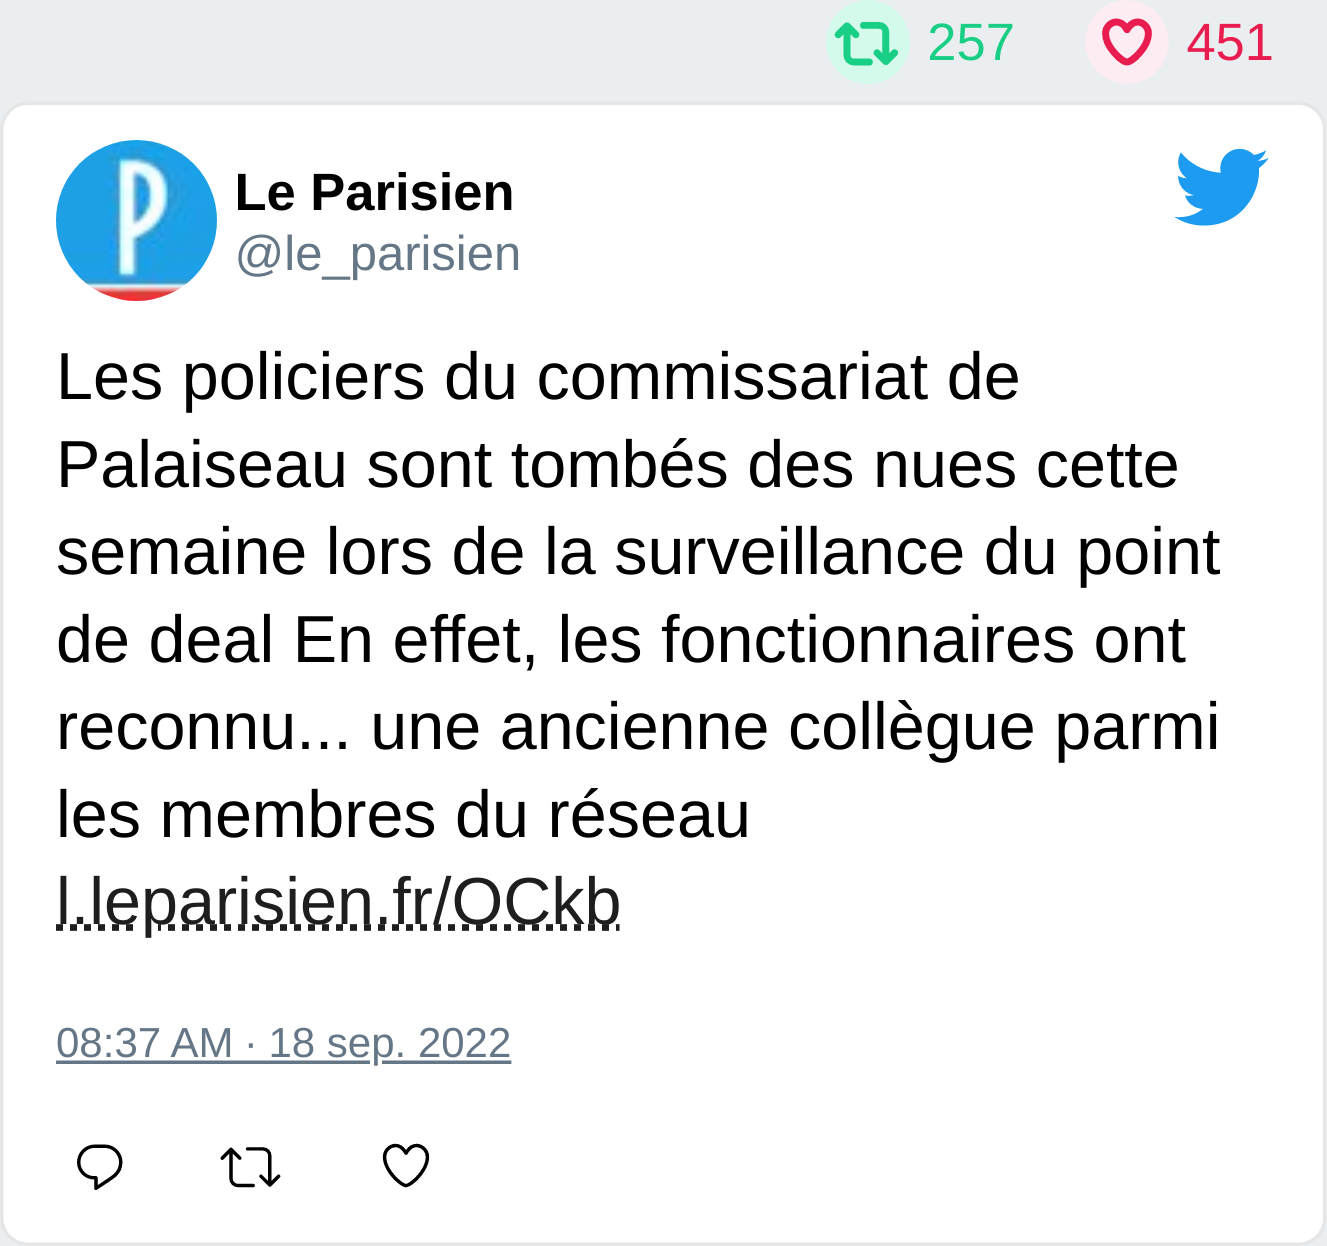 257 451
P
Le Parisien
@le_parisien
Les policiers du commissariat de
Palaiseau sont tombés des nues cette
semaine lors de la surveillance du point
de deal En effet, les fonctionnaires ont
reconnu... une ancienne collègue parmi
les membres du réseau
l.leparisien.fr/OCkb
08:37 AM · 18 sep. 2022